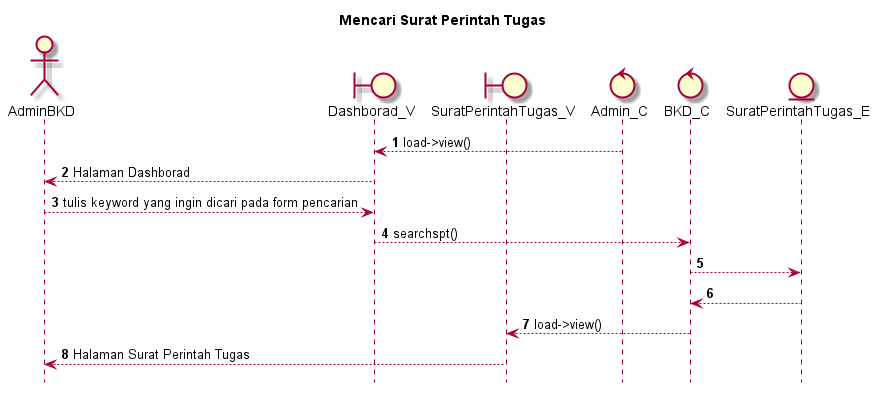 Mencari Surat Perintah Tugas
AdminBKD
Dashborad_V
SuratPerintahTugas_V
Admin_C
BKD_C
SuratPerintahTugas_E
1 load->view()
2 Halaman Dashborad
3 tulis keyword yang ingin dicari pada form pencarian
4 searchspt()
5
6
7 load->view()
8 Halaman Surat Perintah Tugas